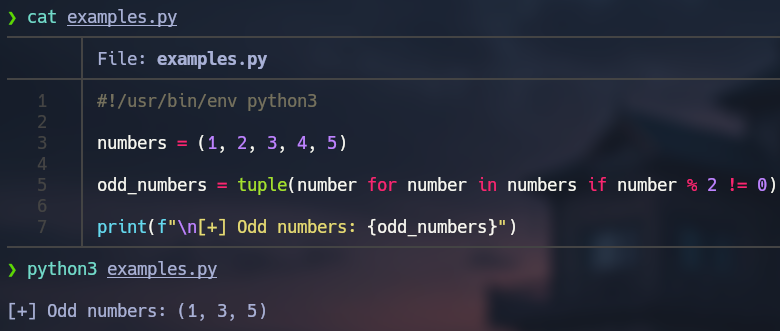 ❯ cat examples.py
File: examples.py
1 #!/usr/bin/env python3
2
3 numbers = (1, 2, 3, 4, 5)
4
5 odd_numbers = tuple(number for number in numbers if number % 2 != 0)
6
7 print(f"\n[+] Odd numbers: {odd_numbers}")
❯ python3 examples.py
[+] Odd numbers: (1, 3, 5)